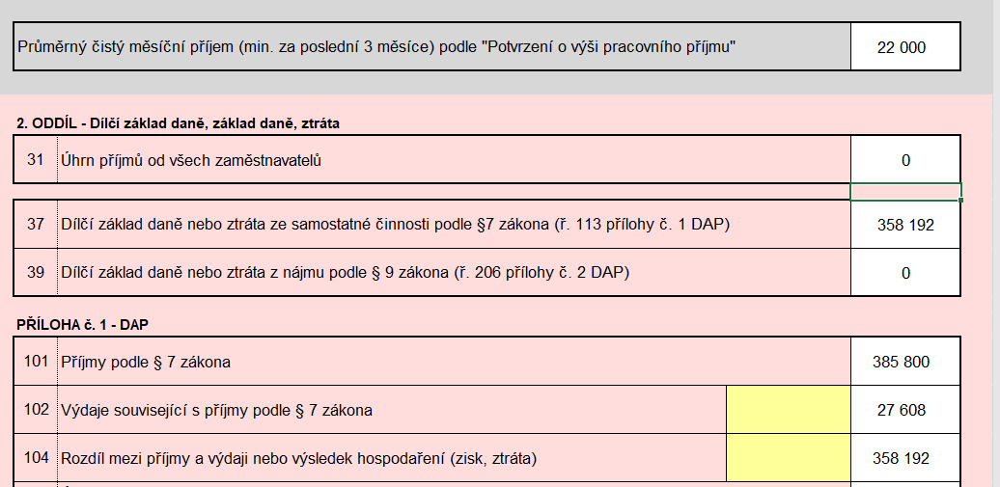 Průměrný čistý měsíční příjem (min. za poslední 3 měsíce) podle "Potvrzení o výši pracovního příjmu" 22 000
2. ODDÍL - Dílčí základ daně, základ daně, ztráta
31 Úhrn příjmů od všech zaměstnavatelů 0
37 Dílčí základ daně nebo ztráta ze samostatné činnosti podle §7 zákona (ř. 113 přílohy č. 1 DAP) 358 192
39 Dílčí základ daně nebo ztráta z nájmu podle § 9 zákona (ř. 206 přílohy č. 2 DAP) 0
PŘÍLOHA č. 1 - DAP
101 Příjmy podle § 7 zákona 385 800
102 Výdaje související s příjmy podle § 7 zákona 27 608
104 Rozdíl mezi příjmy a výdaji nebo výsledek hospodaření (zisk, ztráta) 358 192